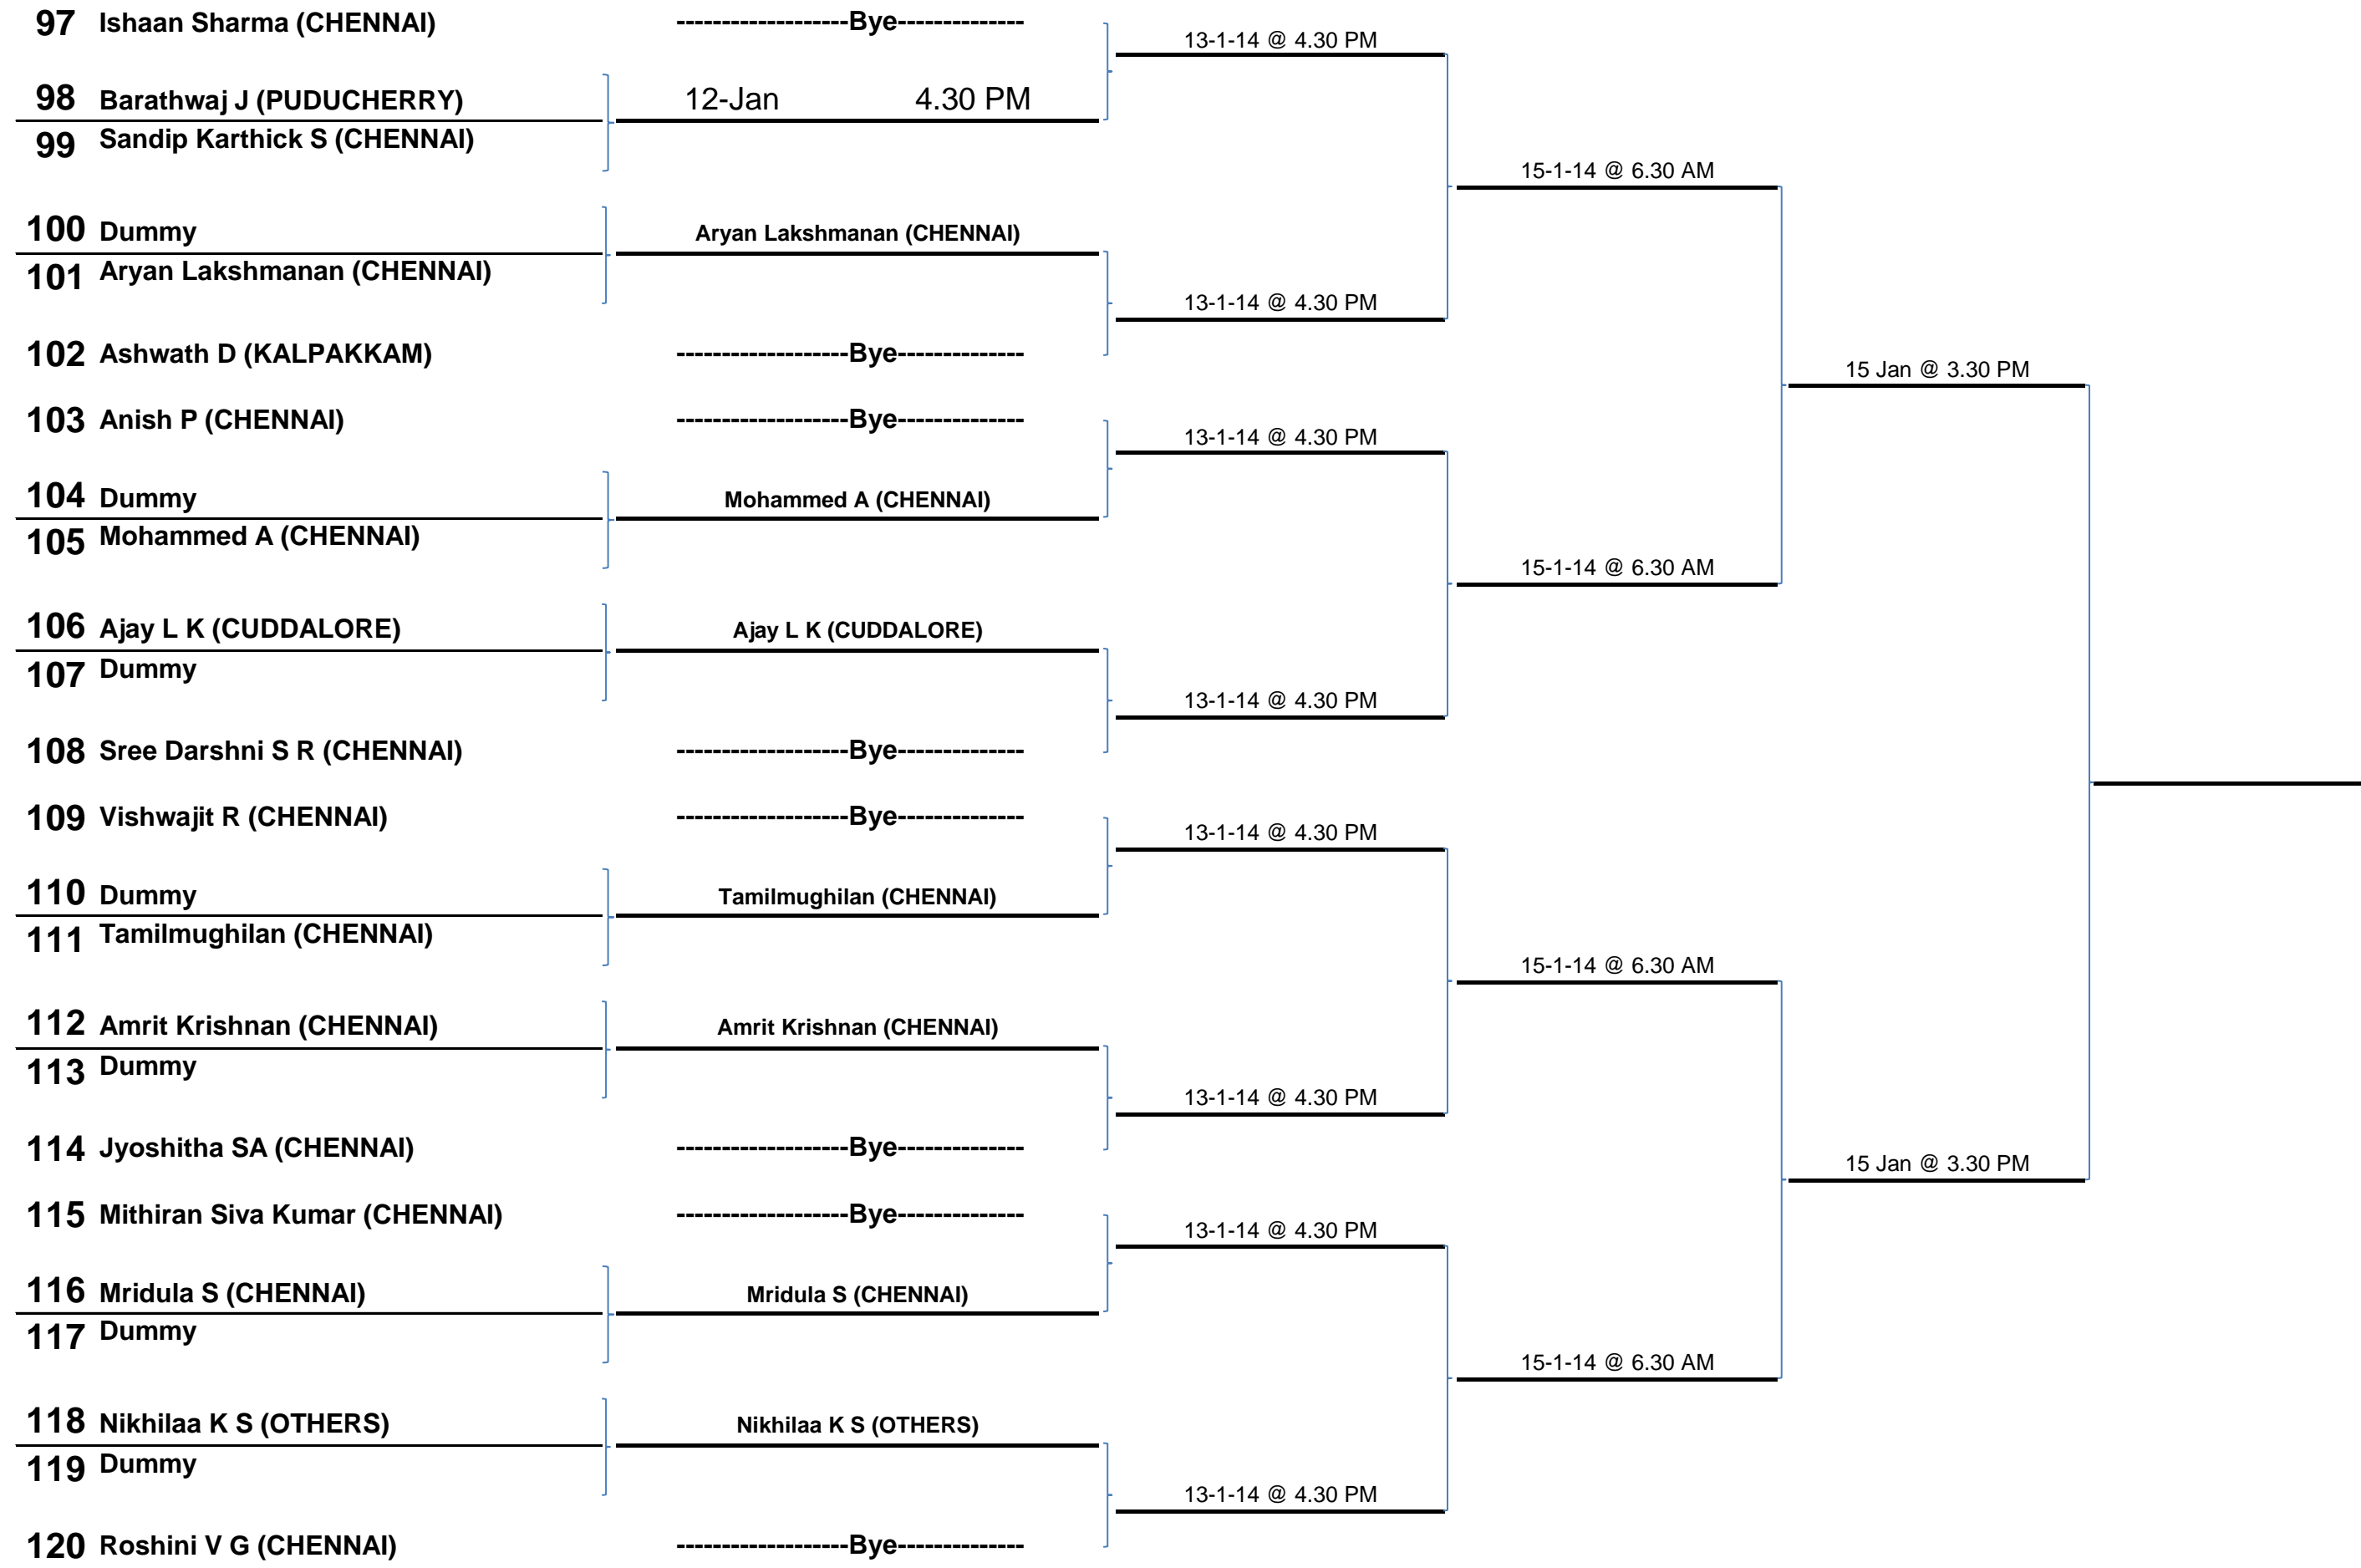 97 Ishaan Sharma (CHENNAI) -------------------Bye--------------
13-1-14 @ 4.30 PM
98 Barathwaj J (PUDUCHERRY) 12-Jan 4.30 PM
99 Sandip Karthick S (CHENNAI)
15-1-14 @ 6.30 AM
100 Dummy Aryan Lakshmanan (CHENNAI)
101 Aryan Lakshmanan (CHENNAI)
13-1-14 @ 4.30 PM
102 Ashwath D (KALPAKKAM) -------------------Bye--------------
15 Jan @ 3.30 PM
103 Anish P (CHENNAI) -------------------Bye--------------
13-1-14 @ 4.30 PM
104 Dummy Mohammed A (CHENNAI)
105 Mohammed A (CHENNAI)
15-1-14 @ 6.30 AM
106 Ajay L K (CUDDALORE) Ajay L K (CUDDALORE)
107 Dummy
13-1-14 @ 4.30 PM
108 Sree Darshni S R (CHENNAI) -------------------Bye--------------
109 Vishwajit R (CHENNAI) -------------------Bye--------------
13-1-14 @ 4.30 PM
110 Dummy Tamilmughilan (CHENNAI)
111 Tamilmughilan (CHENNAI)
15-1-14 @ 6.30 AM
112 Amrit Krishnan (CHENNAI) Amrit Krishnan (CHENNAI)
113 Dummy
13-1-14 @ 4.30 PM
114 Jyoshitha SA (CHENNAI) -------------------Bye--------------
15 Jan @ 3.30 PM
115 Mithiran Siva Kumar (CHENNAI) -------------------Bye--------------
13-1-14 @ 4.30 PM
116 Mridula S (CHENNAI) Mridula S (CHENNAI)
117 Dummy
15-1-14 @ 6.30 AM
118 Nikhilaa K S (OTHERS) Nikhilaa K S (OTHERS)
119 Dummy
13-1-14 @ 4.30 PM
120 Roshini V G (CHENNAI) -------------------Bye--------------